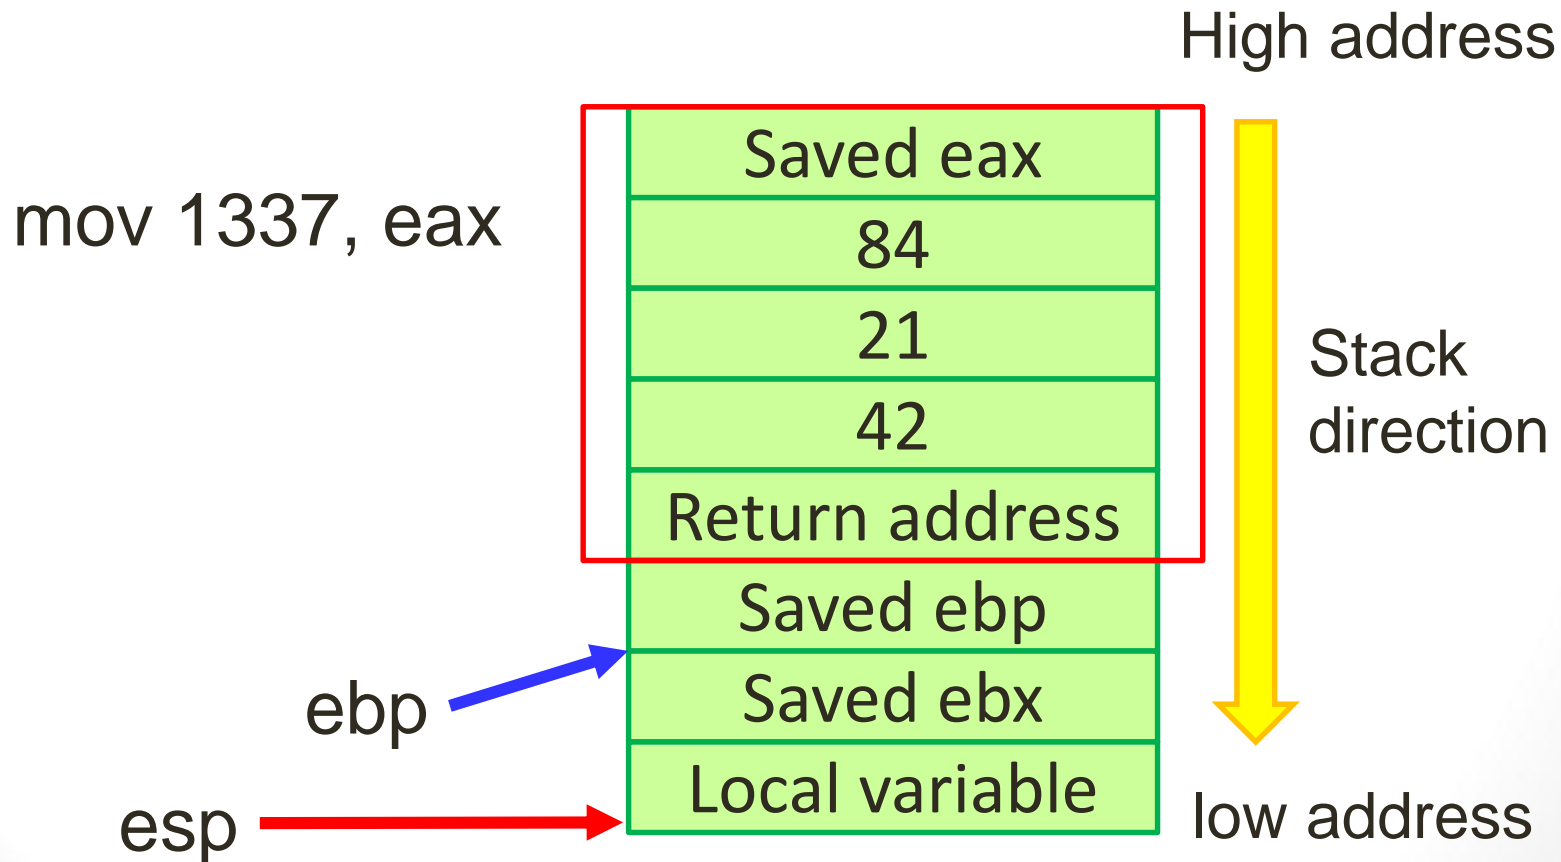 High address
mov 1337, eax
Saved eax
84
21
42
Return address
Saved ebp
Saved ebx
Local variable
ebp
esp
Stack
direction
low address